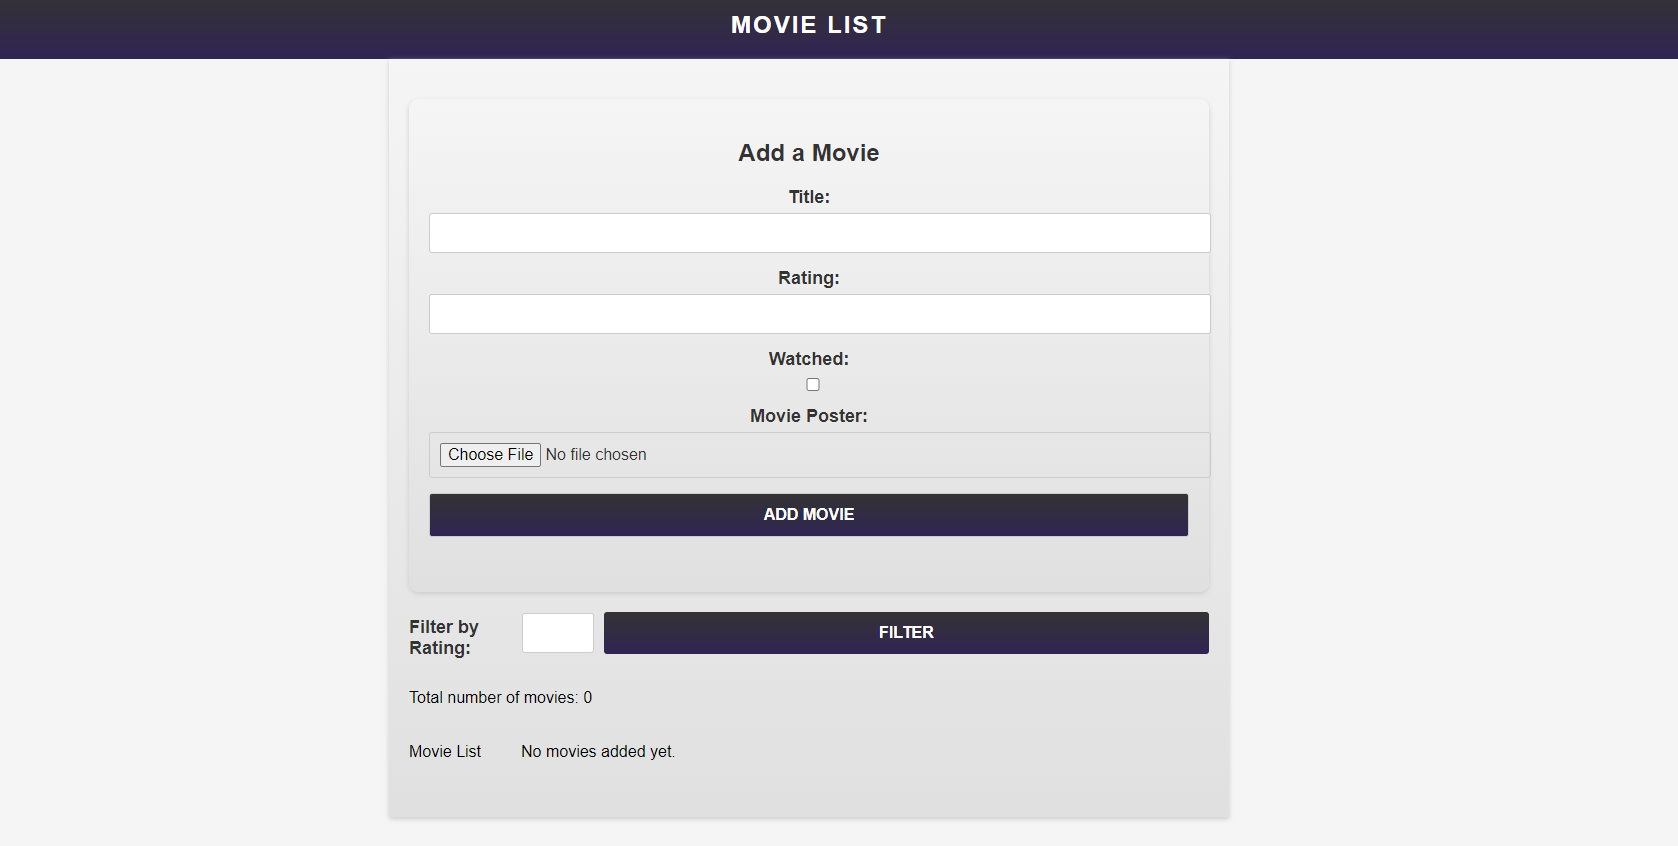 MOVIE LIST
Add a Movie
Title:
Rating:
Watched:
Movie Poster:
Choose File No file chosen
ADD MOVIE
Filter by
Rating:
FILTER
Total number of movies: 0
Movie List No movies added yet.